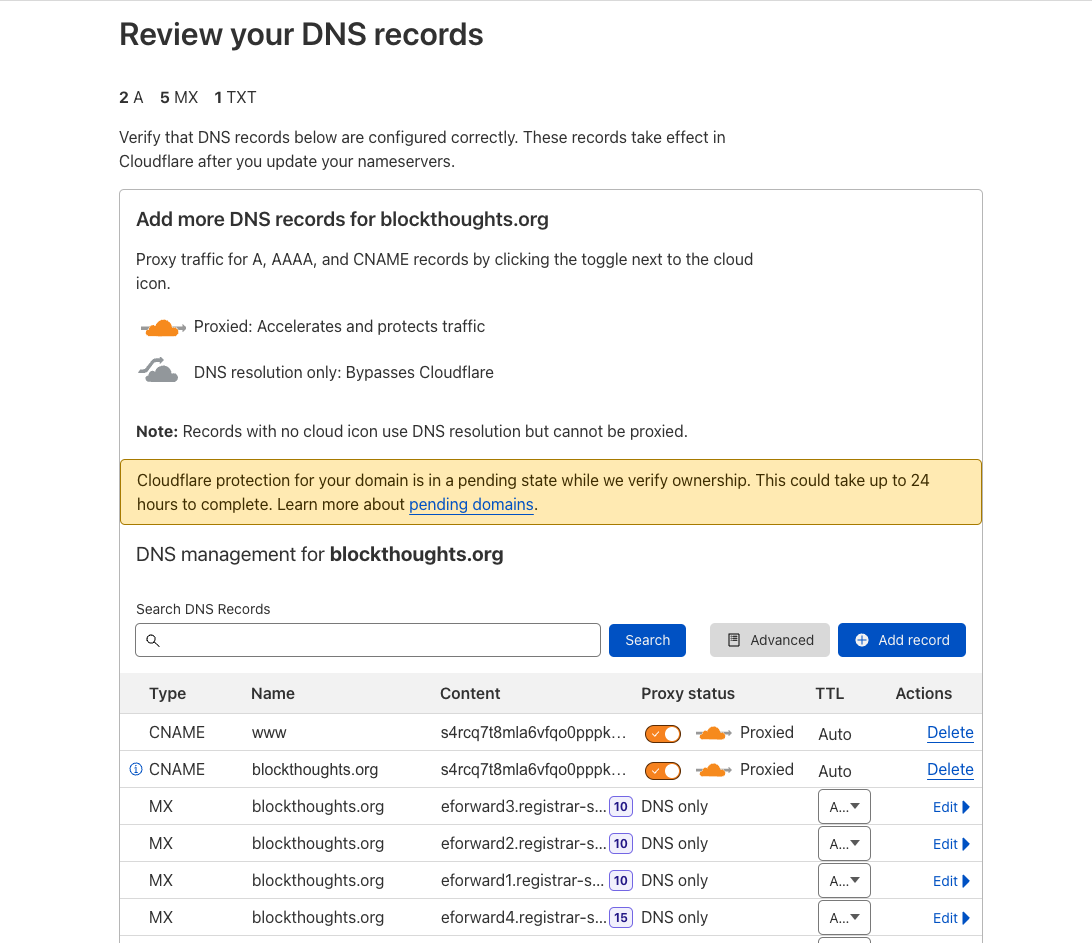 Review your DNS records
2 A 5 MX 1 TXT
Verify that DNS records below are configured correctly. These records take effect in
Cloudflare after you update your nameservers.
Add more DNS records for blockthoughts.org
Proxy traffic for A, AAAA, and CNAME records by clicking the toggle next to the cloud
icon.
Proxied: Accelerates and protects traffic
DNS resolution only: Bypasses Cloudflare
Note: Records with no cloud icon use DNS resolution but cannot be proxied.
Cloudflare protection for your domain is in a pending state while we verify ownership. This could take up to 24
hours to complete. Learn more about pending domains.
DNS management for blockthoughts.org
Search DNS Records
Search Advanced Add record
Type Name Content Proxy status TTL Actions
CNAME www s4rcq7t8mla6vfqo0pppk... Proxied Auto Delete
CNAME blockthoughts.org s4rcq7t8mla6vfqo0pppk... Proxied Auto Delete
MX blockthoughts.org eforward3.registrar-s... 10 DNS only A... Edit
MX blockthoughts.org eforward2.registrar-s... 10 DNS only A... Edit
MX blockthoughts.org eforward1.registrar-s... 10 DNS only A... Edit
MX blockthoughts.org eforward4.registrar-s... 15 DNS only A... Edit